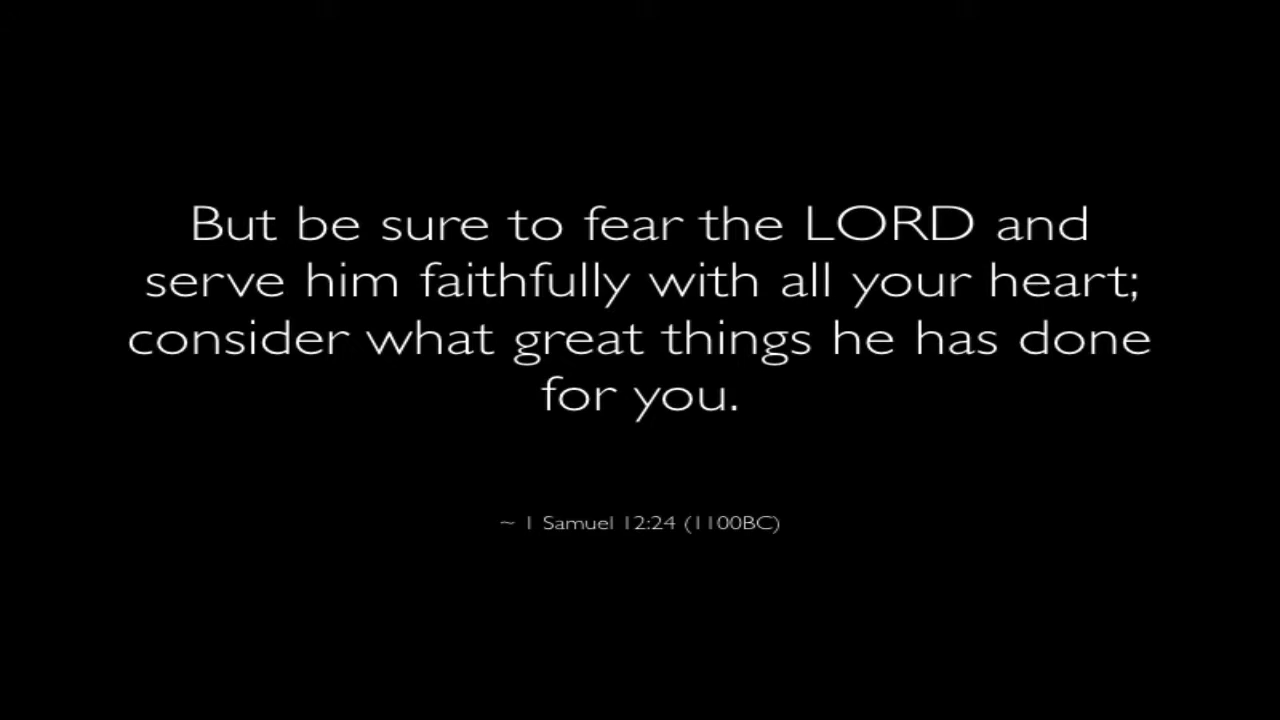 But be sure to fear the LORD and
serve him faithfully with all your heart;
consider what great things he has done
for you.
~ 1 Samuel 12:24 (1100BC)